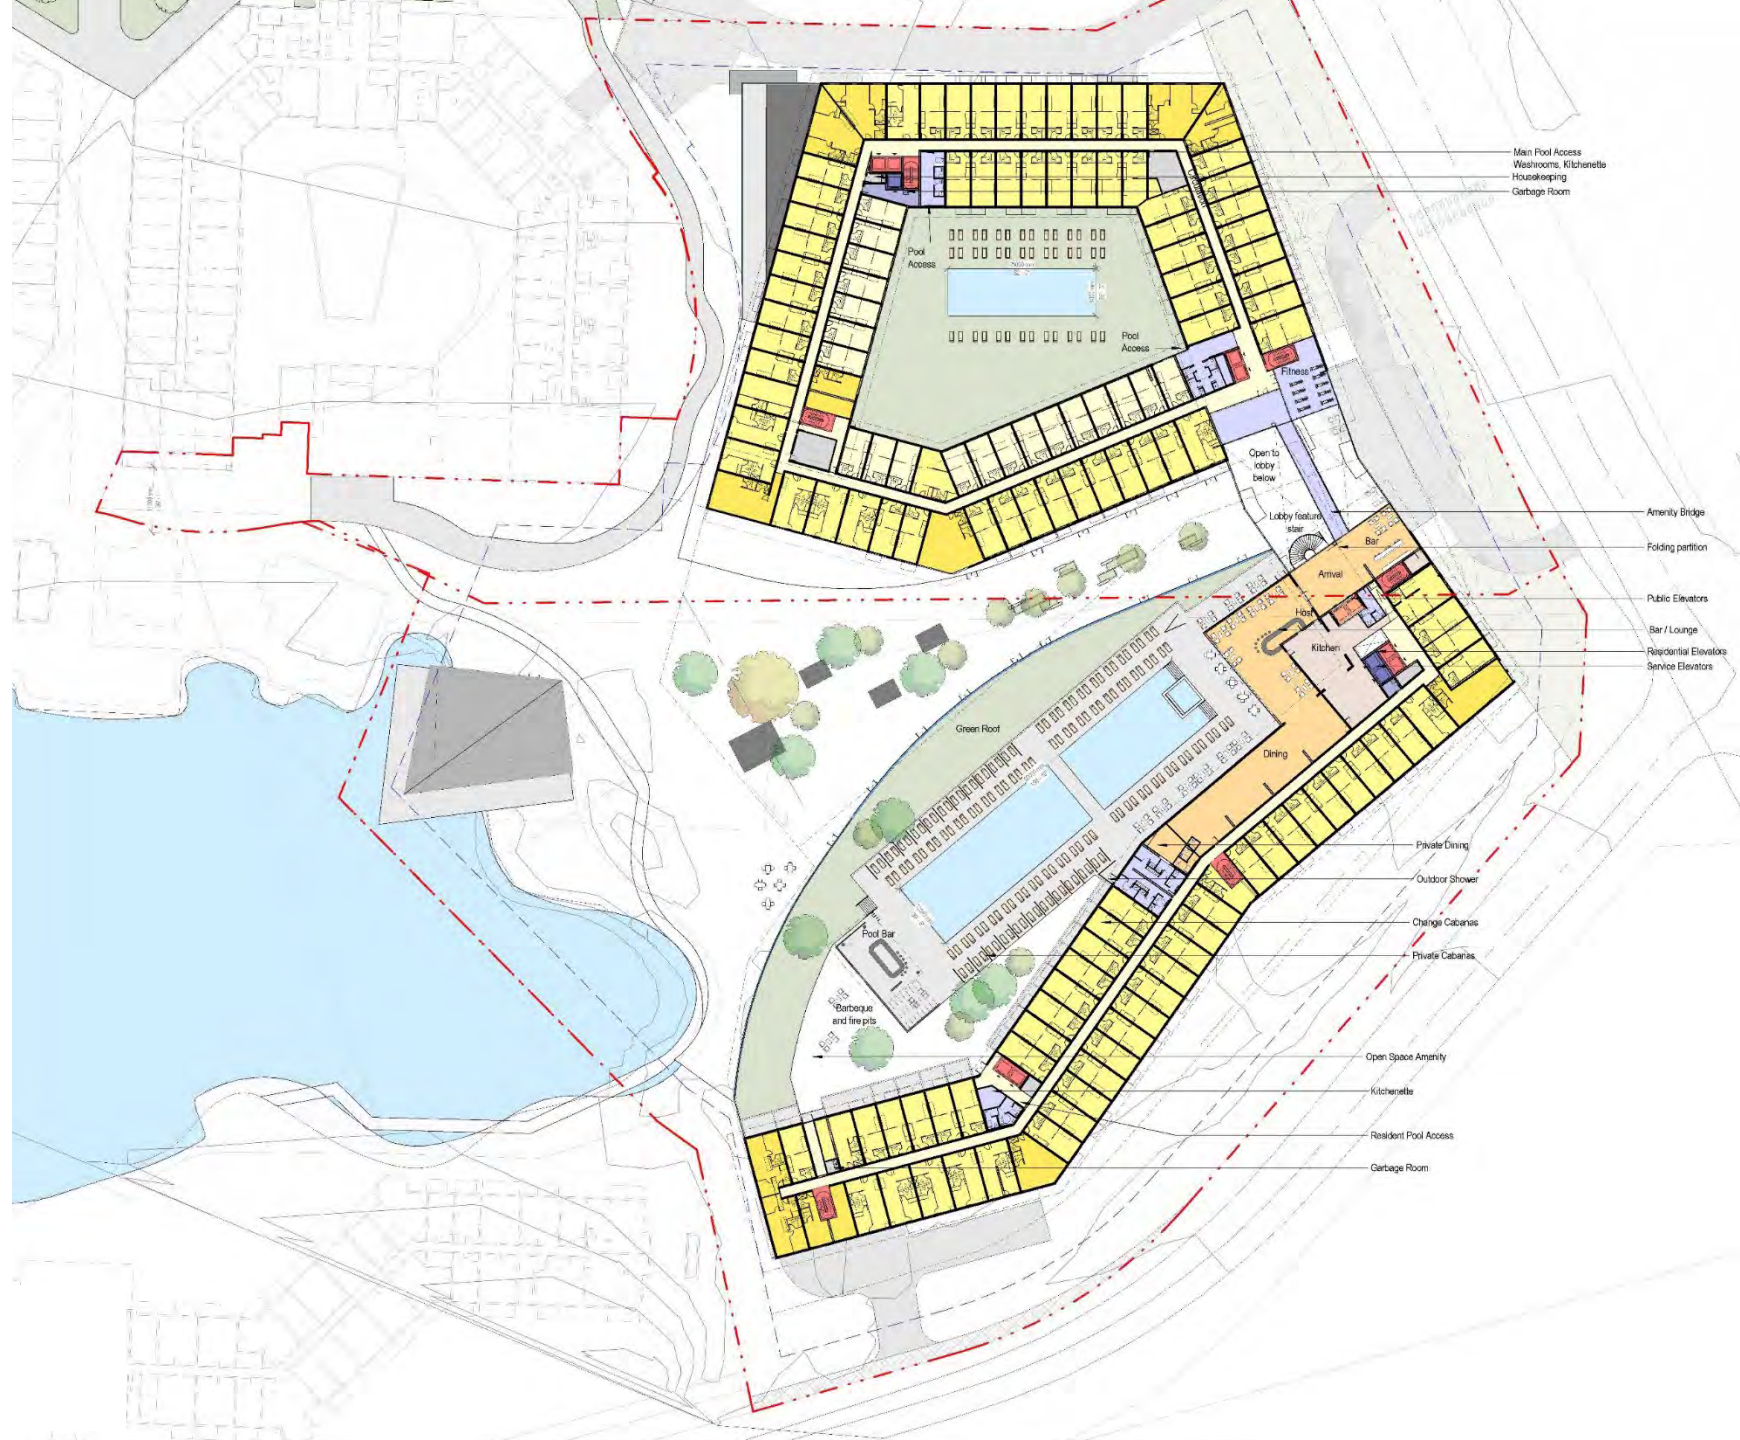 Main Pool Access
Washrooms, Kitchenette
Housekeeping
Garbage Room
Pool
Access
Pool
Access
Fitness
Open to
lobby
below
Lobby feature
stair
Amenity Bridge
Bar
Folding partition
Arrival
Public Elevators
Host
Bar / Lounge
Kitchen
Residential Elevators
Service Elevators
Green Roof
Dining
Private Dining
Outdoor Shower
Change Cabanas
Pool Bar
Private Cabanas
Barbeque
and fire pits
Open Space Amenity
Kitchenette
Resident Pool Access
Garbage Room